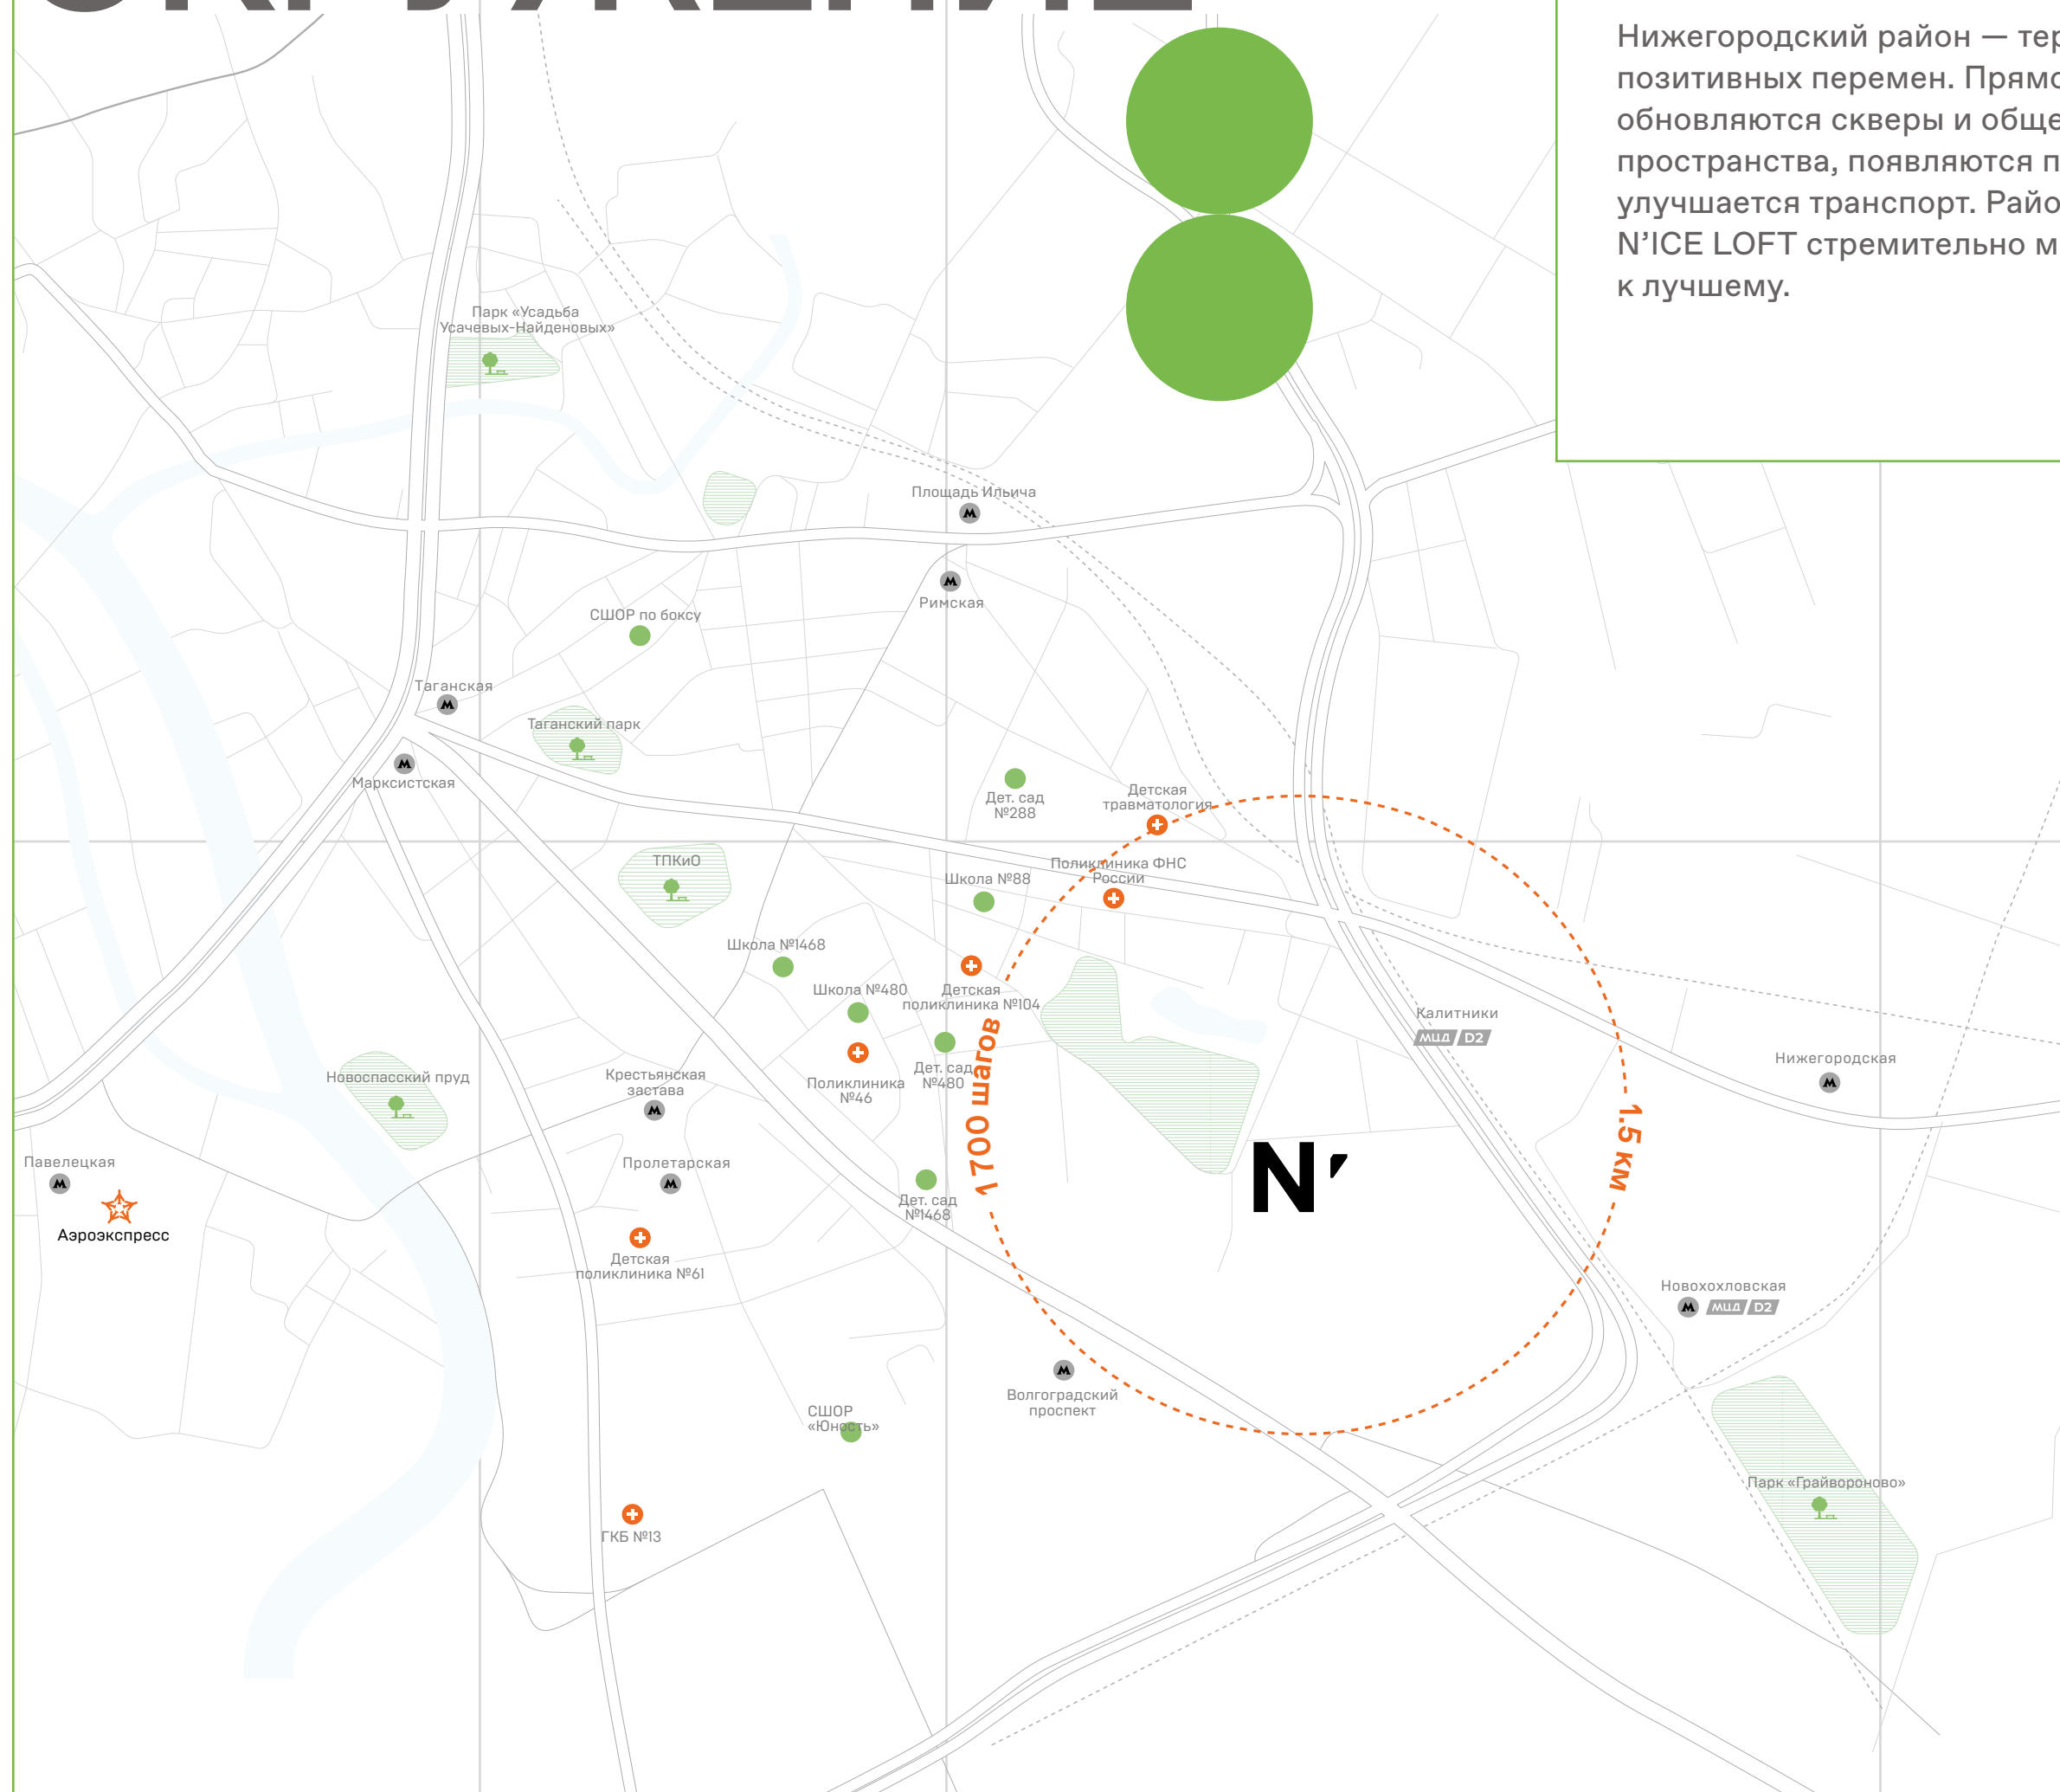 ОКРУЖЕНИЕ
Нижегородский район —
позитивных перемен.
обновляются скверы и
пространства, появляются
улучшается транспорт.
N'ICE LOFT стремительно
к лучшему.
Парк «Усадьба
Усачевых-Найденовых»
Площадь Ильича
М
М
Римская
СШОР по боксу
Таганская
М
Таганский парк
М
Марксистская
Дет. сад
№288
Детская
травматология
ТПКиО
Поликлиника ФНС
России
Школа №88
Школа №1468
Школа №480
Детская
поликлиника №104
Калитники
МЦД D2
1 700 шагов
Дет. сад
№480
Поликлиника
№46
Нижегородская
М
Новоспасский пруд
Крестьянская
застава
М
1.5 км
N'
Павелецкая
М
Аэроэкспресс
Пролетарская
М
Дет. сад
№1468
Детская
поликлиника №61
Новохохловская
М МЦД D2
М
Волгоградский
проспект
СШОР
«Юность»
Парк «Грайвороново»
ГКБ №13